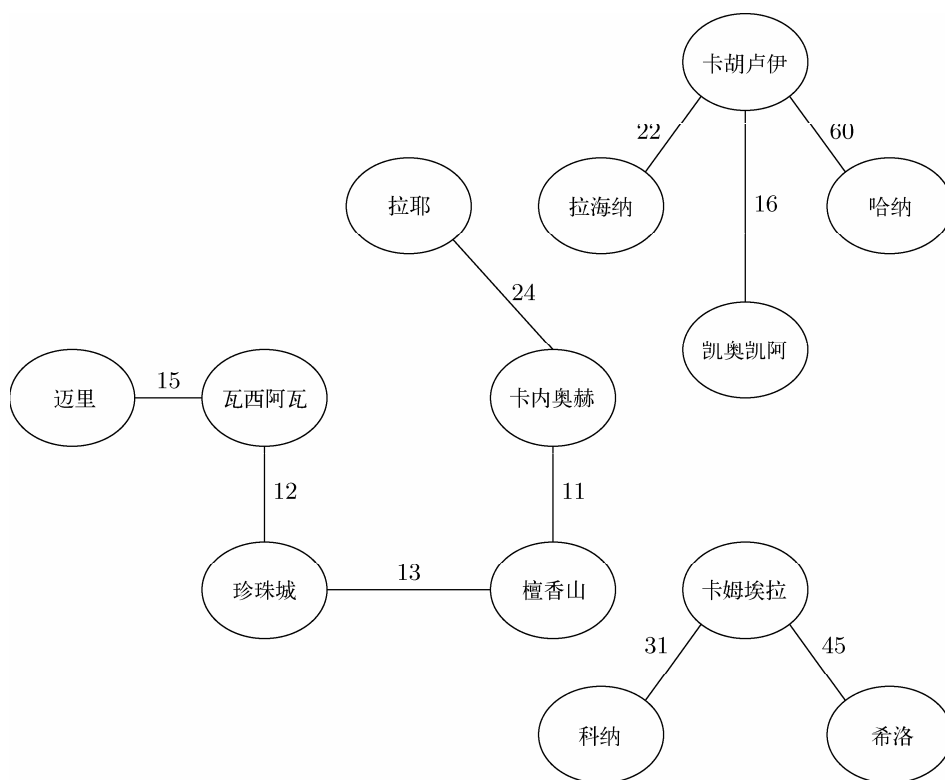 卡胡卢伊
22
60
拉耶
拉海纳
16
哈纳
24
凯奥凯阿
迈里
15
瓦西阿瓦
卡内奥赫
12
11
珍珠城
13
檀香山
卡姆埃拉
31
45
科纳
希洛